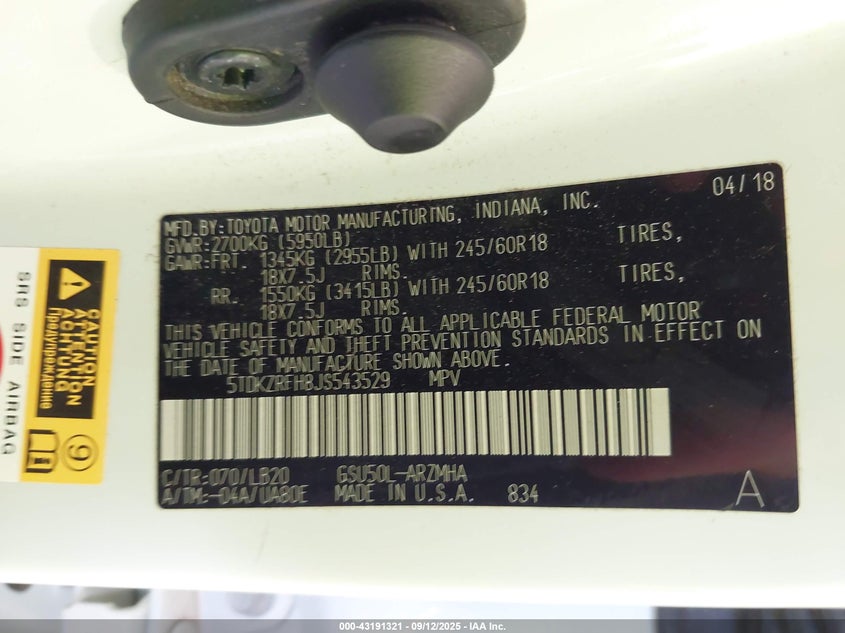 04/18
MFD.BY:TOYOTA MOTOR MANUFACTURING, INDIANA, INC.
GVWR:2700KG (5950LB)
GAWR:FRT. 1345KG (2955LB) WITH 245/60R18 TIRES,
18X7.5J RIMS.
RR. 1550KG (3415LB) WITH 245/60R18 TIRES,
18X7.5J RIMS.
THIS VEHICLE CONFORMS TO ALL APPLICABLE FEDERAL MOTOR
VEHICLE SAFETY AND THEFT PREVENTION STANDARDS IN EFFECT ON
THE DATE OF MANUFACTURE SHOWN ABOVE.
5TDKZRFH8JS543529 MPV
C/TR:070/LB20 GSU50L-ARZMHA
A/TM:-04A/UA80E MADE IN U.S.A. 834 A
CAUTION
ATTENTION
ACHTUNG
Предупреждение
9
SRS SIDE AIRBAG
000-43191321 - 09/12/2025 - IAA Inc.